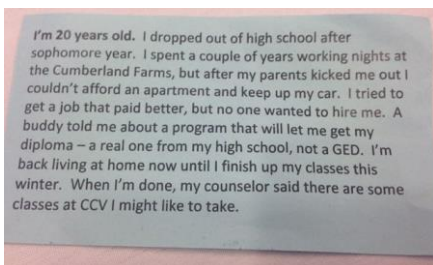 I'm 20 years old. I dropped out of high school after
sophomore year. I spent a couple of years working nights at
the Cumberland Farms, but after my parents kicked me out I
couldn't afford an apartment and keep up my car. I tried to
get a job that paid better, but no one wanted to hire me. A
buddy told me about a program that will let me get my
diploma – a real one from my high school, not a GED. I'm
back living at home now until I finish up my classes this
winter. When I'm done, my counselor said there are some
classes at CCV I might like to take.